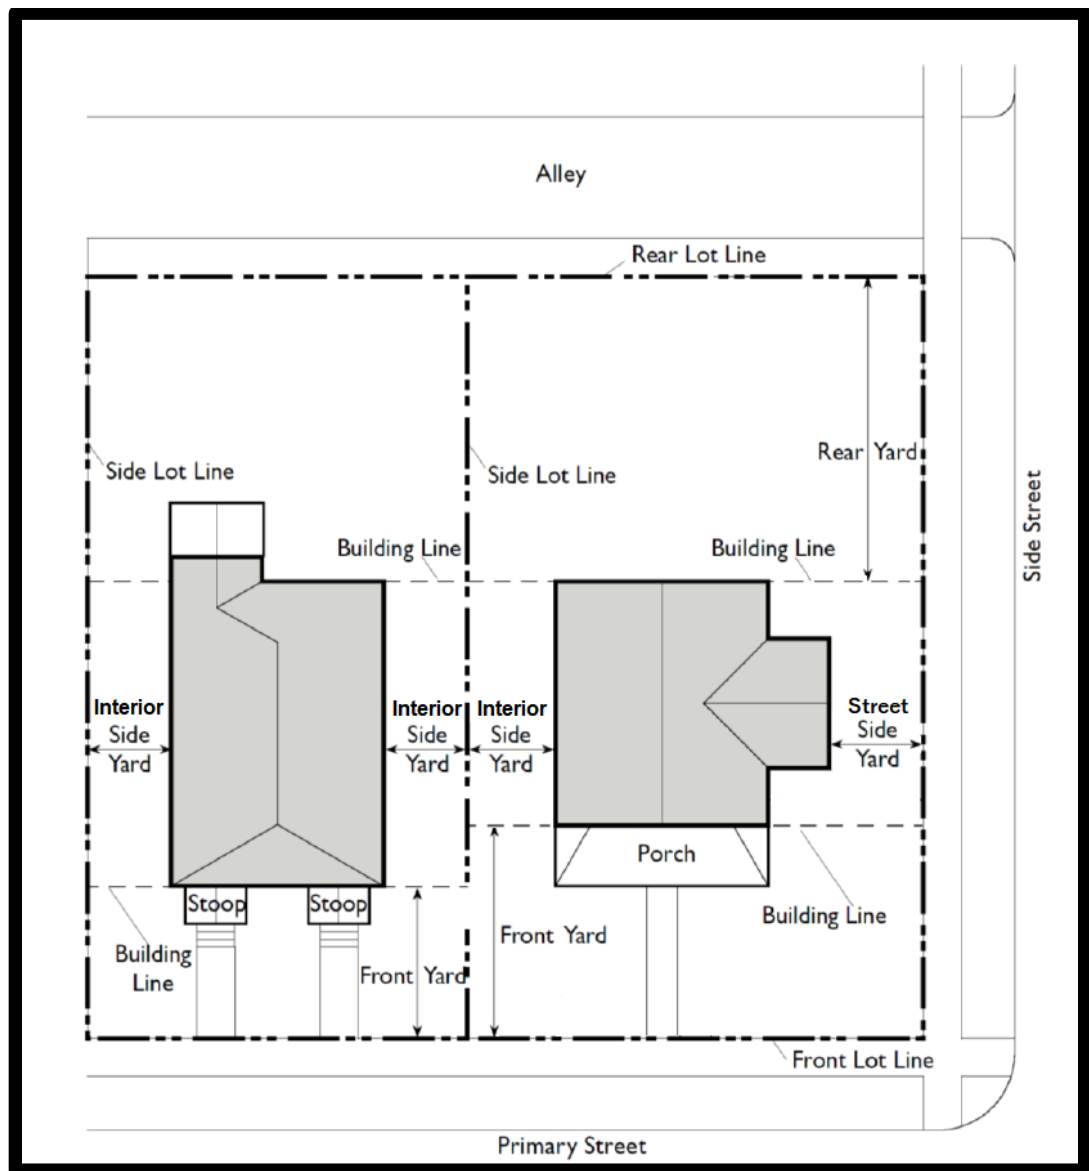 Alley
Rear Lot Line
Rear Yard
Side Lot Line
Side Lot Line
Side Street
Building Line
Building Line
Interior
Side
Yard
Interior
Side
Yard
Interior
Side
Yard
Street
Side
Yard
Porch
Stoop
Stoop
Building Line
Front Yard
Building
Line
Front Yard
Front Lot Line
Primary Street